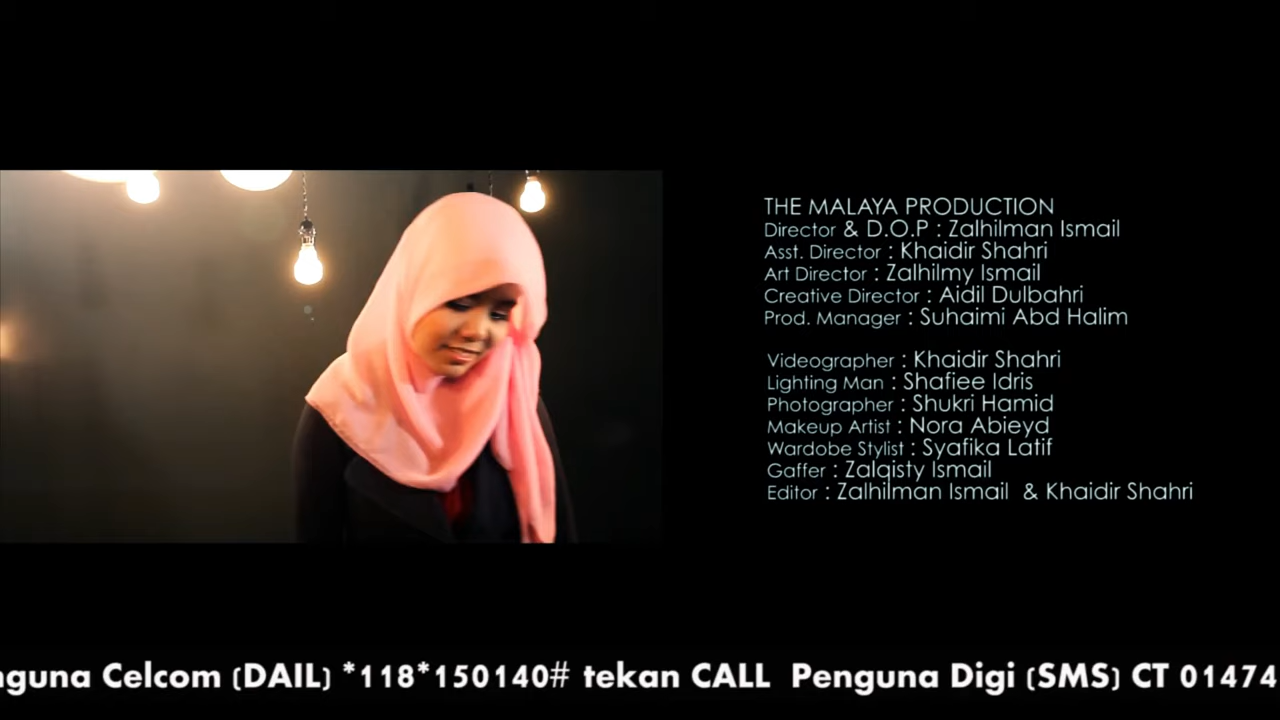 THE MALAYA PRODUCTION
Director & D.O.P : Zalhilman Ismail
Asst. Director : Khaidir Shahri
Art Director : Zalhilmy Ismail
Creative Director : Aidil Dulbahri
Prod. Manager : Suhaimi Abd Halim
Videographer : Khaidir Shahri
Lighting Man : Shafiee Idris
Photographer : Shukri Hamid
Makeup Artist : Nora Abieyd
Wardobe Stylist : Syafika Latif
Gaffer : Zalqisty Ismail
Editor : Zalhilman Ismail & Khaidir Shahri
nguna Celcom (DAIL) *118*150140# tekan CALL Penguna Digi (SMS) CT 01474